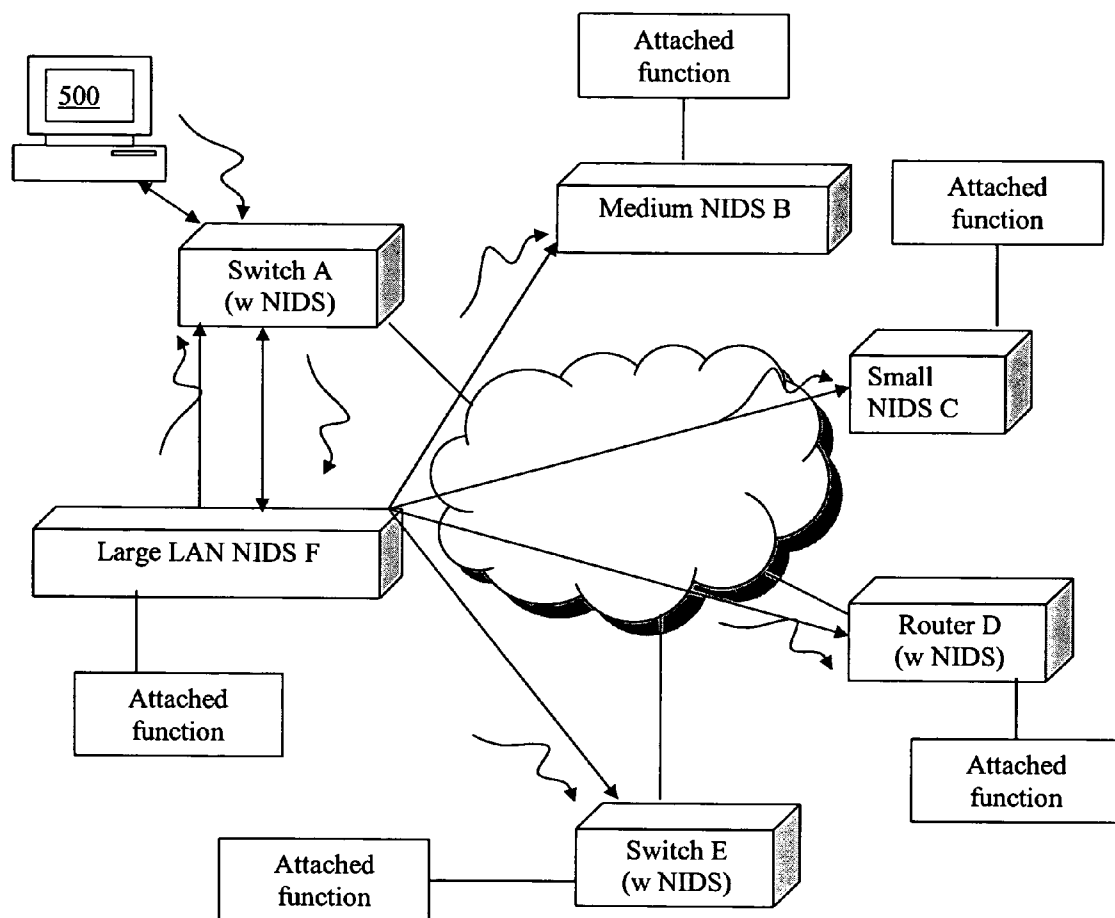 Attached
function
500
Medium NIDS B
Attached
function
Switch A
(w NIDS)
Small
NIDS C
Large LAN NIDS F
Router D
(w NIDS)
Attached
function
Attached
function
Switch E
(w NIDS)
Attached
function